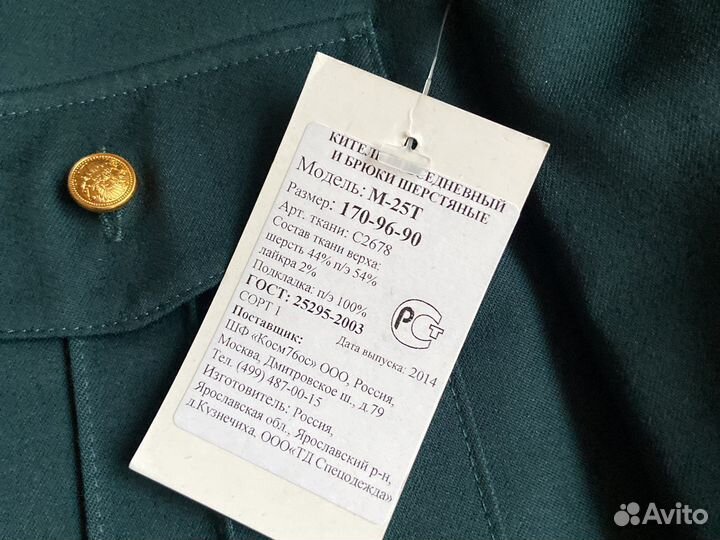 КИТЕЛЬ СЕДНЕВНЫЙ
И БРЮКИ ШЕРСТЯНЫЕ
Модель: М-25Т
Размер: 170-96-90
Арт. ткани: С2678
Состав ткани верха:
шерсть 44% п/э 54%
лайкра 2%
Подкладка: п/э 100%
ГОСТ: 25295-2003
СОРТ 1
Дата выпуска: 2014
РСТ
Поставщик:
ШФ «Косм76ос» ООО, Россия,
Москва, Дмитровское ш., д.79
Тел. (499) 487-00-15
Изготовитель: Россия,
Ярославская обл., Ярославский р-н,
д.Кузнечиха, ООО«ТД Спецодежда»
Avito